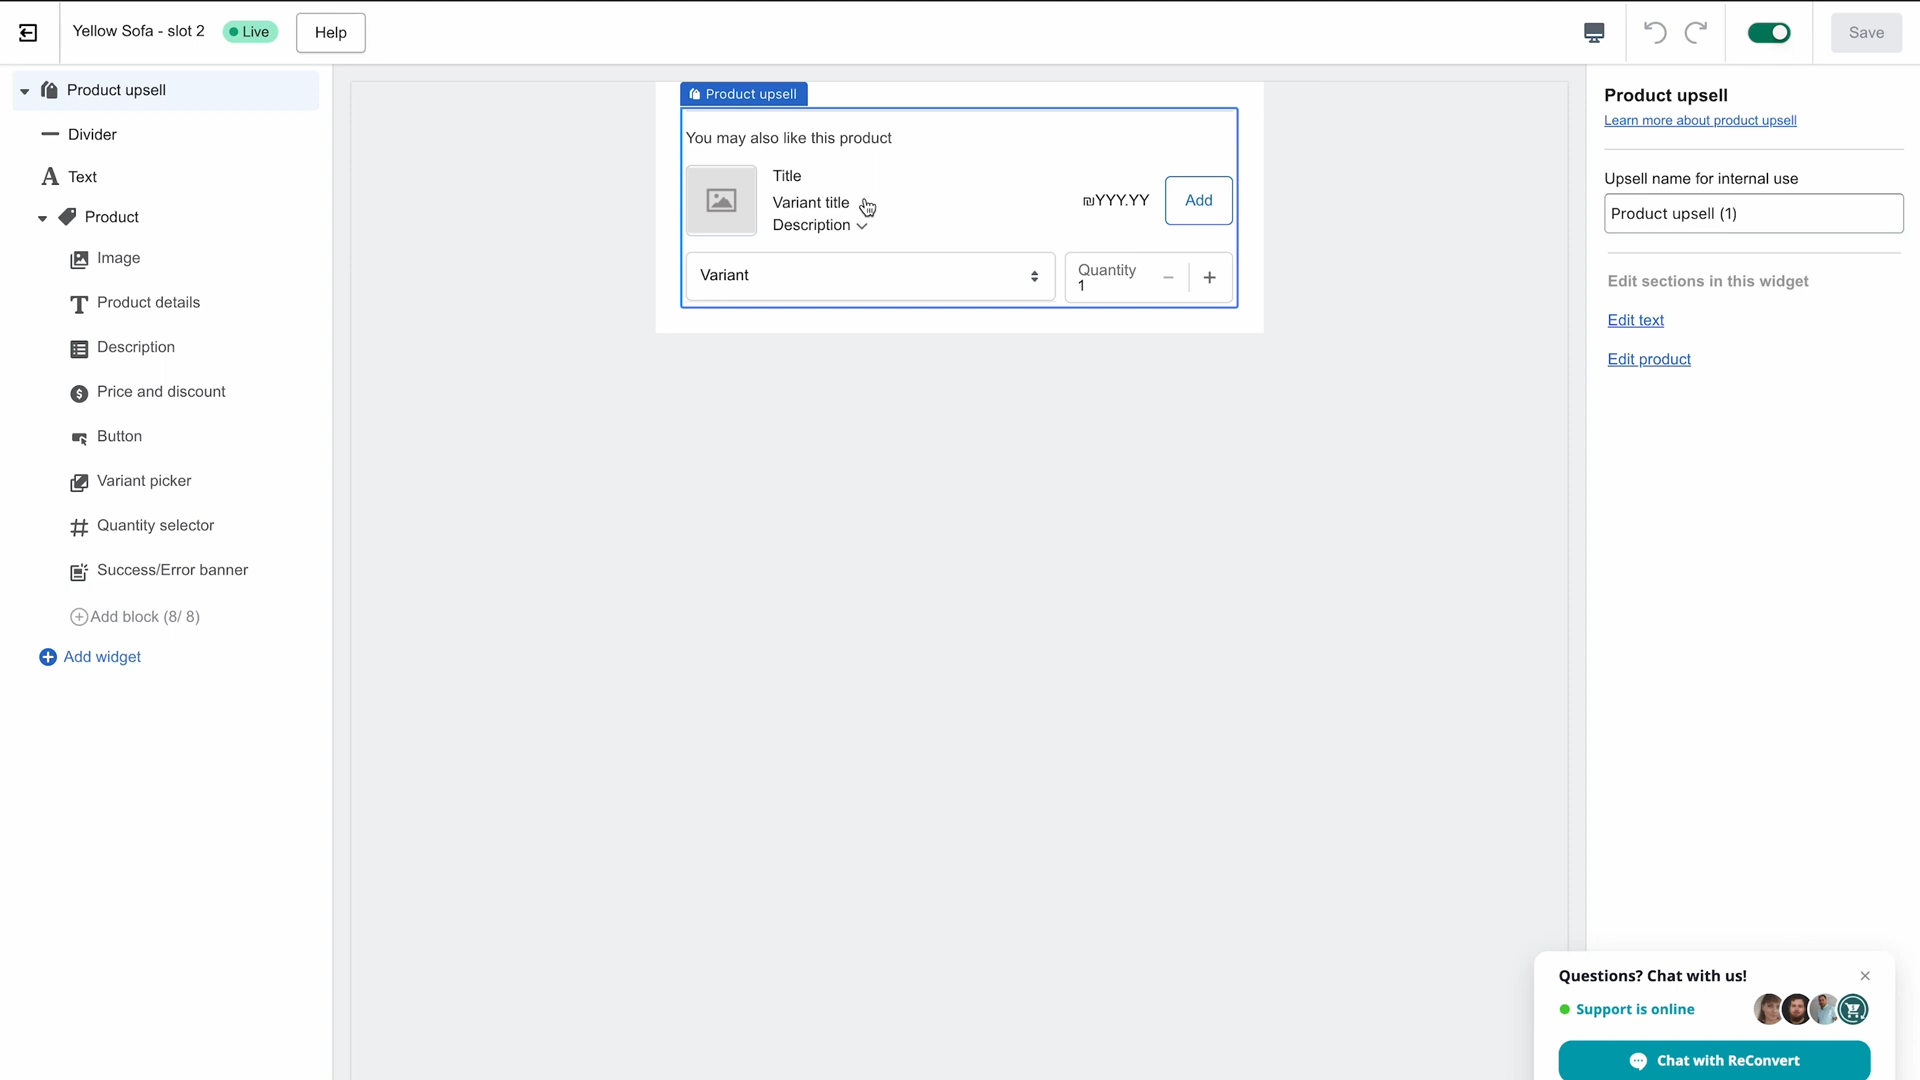 Yellow Sofa - slot 2
Live
Help
Save
Product upsell
Divider
Text
Product
Image
Product details
Description
Price and discount
Button
Variant picker
Quantity selector
Success/Error banner
Add block (8/ 8)
Add widget
Product upsell
You may also like this product
Title
Variant title
Description
₪YYY.YY
Add
Variant
Quantity
1
Product upsell
Learn more about product upsell
Upsell name for internal use
Product upsell (1)
Edit sections in this widget
Edit text
Edit product
Questions? Chat with us!
Support is online
Chat with ReConvert